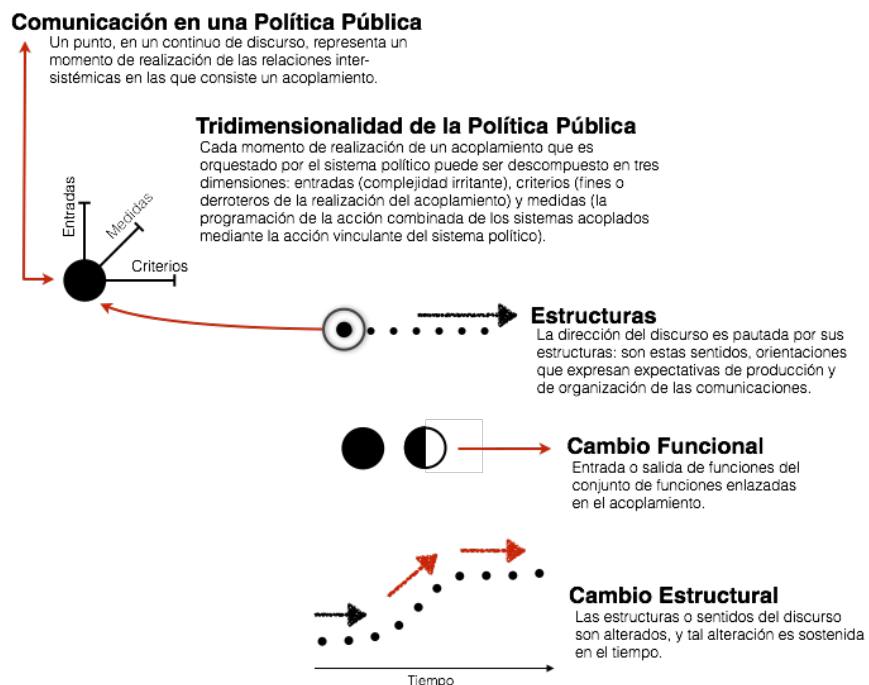 Comunicación en una Política Pública
Un punto, en un continuo de discurso, representa un
momento de realización de las relaciones inter-
sistémicas en las que consiste un acoplamiento.
Tridimensionalidad de la Política Pública
Cada momento de realización de un acoplamiento que es
orquestado por el sistema político puede ser descompuesto en tres
dimensiones: entradas (complejidad irritante), criterios (fines o
derroteros de la realización del acoplamiento) y medidas (la
programación de la acción combinada de los sistemas acoplados
mediante la acción vinculante del sistema político).
Entradas
Medidas
Criterios
Estructuras
La dirección del discurso es pautada por sus
estructuras: son estas sentidos, orientaciones
que expresan expectativas de producción y
de organización de las comunicaciones.
Cambio Funcional
Entrada o salida de funciones del
conjunto de funciones enlazadas
en el acoplamiento.
Cambio Estructural
Las estructuras o sentidos del discurso
son alterados, y tal alteración es sostenida
en el tiempo.
Tiempo